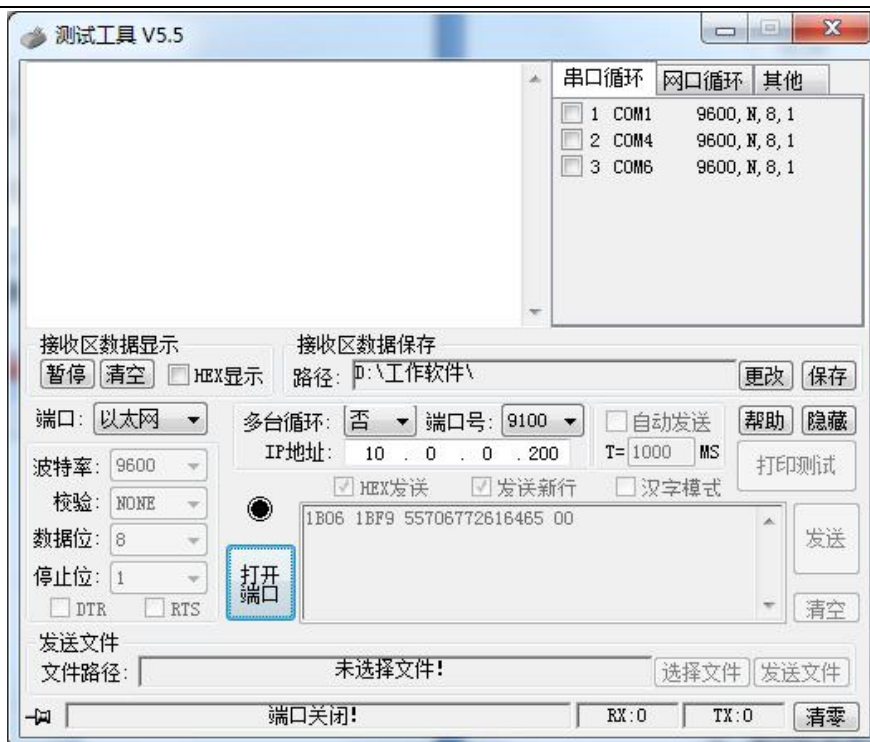 测试工具 V5.5
串口循环 网口循环 其他
1 COM1 9600,N,8,1
2 COM4 9600,N,8,1
3 COM6 9600,N,8,1
接收区数据显示 接收区数据保存
暂停 清空 HEX显示 路径: D:\工作软件\ 更改 保存
端口: 以太网 多台循环: 否 端口号: 9100 自动发送 帮助 隐藏
IP地址: 10 . 0 . 0 . 200 T= 1000 MS 打印测试
波特率: 9600 HEX发送 发送新行 汉字模式
校验: NONE
1B06 1BF9 55706772616465 00
数据位: 8 发送
停止位: 1 打开端口
DTR RTS 清空
发送文件
文件路径: 未选择文件! 选择文件 发送文件
端口关闭! RX:0 TX:0 清零